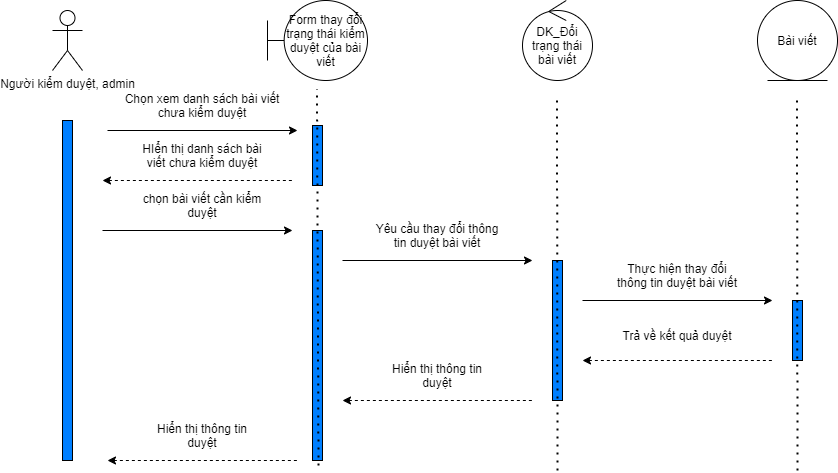 Form thay đổi
trạng thái kiểm
duyệt của bài
viết
DK_Đổi
trạng thái
bài viết
Bài viết
Người kiểm duyệt, admin
Chọn xem danh sách bài viết
chưa kiểm duyệt
HIển thị danh sách bài
viết chưa kiểm duyệt
chọn bài viết cần kiểm
duyệt
Yêu cầu thay đổi thông
tin duyệt bài viết
Thực hiện thay đổi
thông tin duyệt bài viết
Trả về kết quả duyệt
Hiển thị thông tin
duyệt
Hiển thị thông tin
duyệt